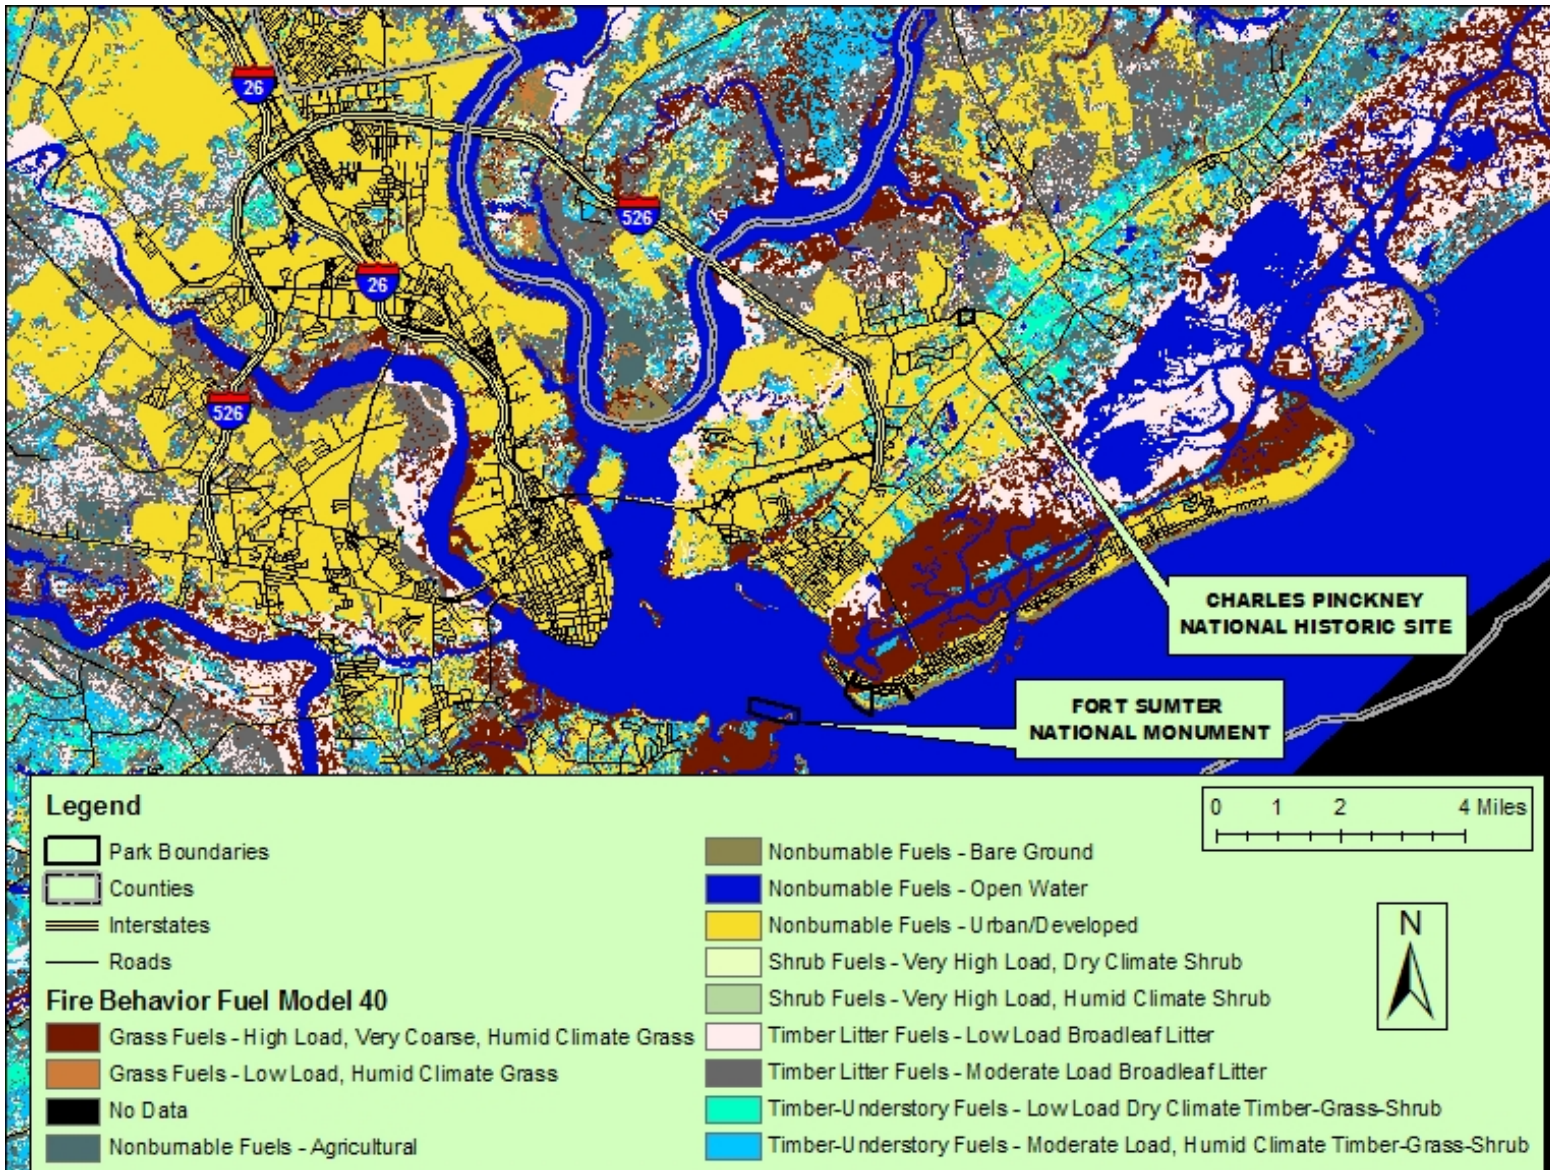 26
526
26
526
CHARLES PINCKNEY
NATIONAL HISTORIC SITE
FORT SUMTER
NATIONAL MONUMENT
Legend
Park Boundaries
Counties
Interstates
Roads
Fire Behavior Fuel Model 40
Grass Fuels - High Load, Very Coarse, Humid Climate Grass
Grass Fuels - Low Load, Humid Climate Grass
No Data
Nonburnable Fuels - Agricultural
Nonburnable Fuels - Bare Ground
Nonburnable Fuels - Open Water
Nonburnable Fuels - Urban/Developed
Shrub Fuels - Very High Load, Dry Climate Shrub
Shrub Fuels - Very High Load, Humid Climate Shrub
Timber Litter Fuels - Low Load Broadleaf Litter
Timber Litter Fuels - Moderate Load Broadleaf Litter
Timber-Understory Fuels - Low Load Dry Climate Timber-Grass-Shrub
Timber-Understory Fuels - Moderate Load, Humid Climate Timber-Grass-Shrub
0 1 2 4 Miles
N